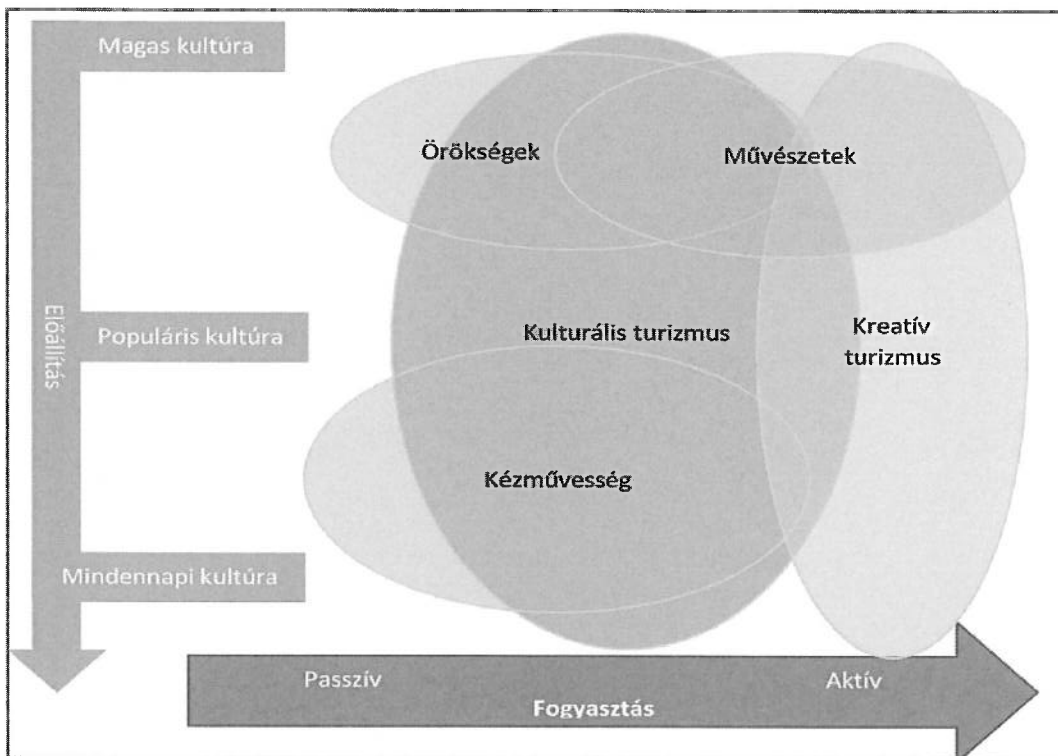 Magas kultúra
Örökségek
Művészetek
Előállítás
Populáris kultúra
Kulturális turizmus
Kreatív
turizmus
Kézművesség
Mindennapi kultúra
Passzív
Aktív
Fogyasztás